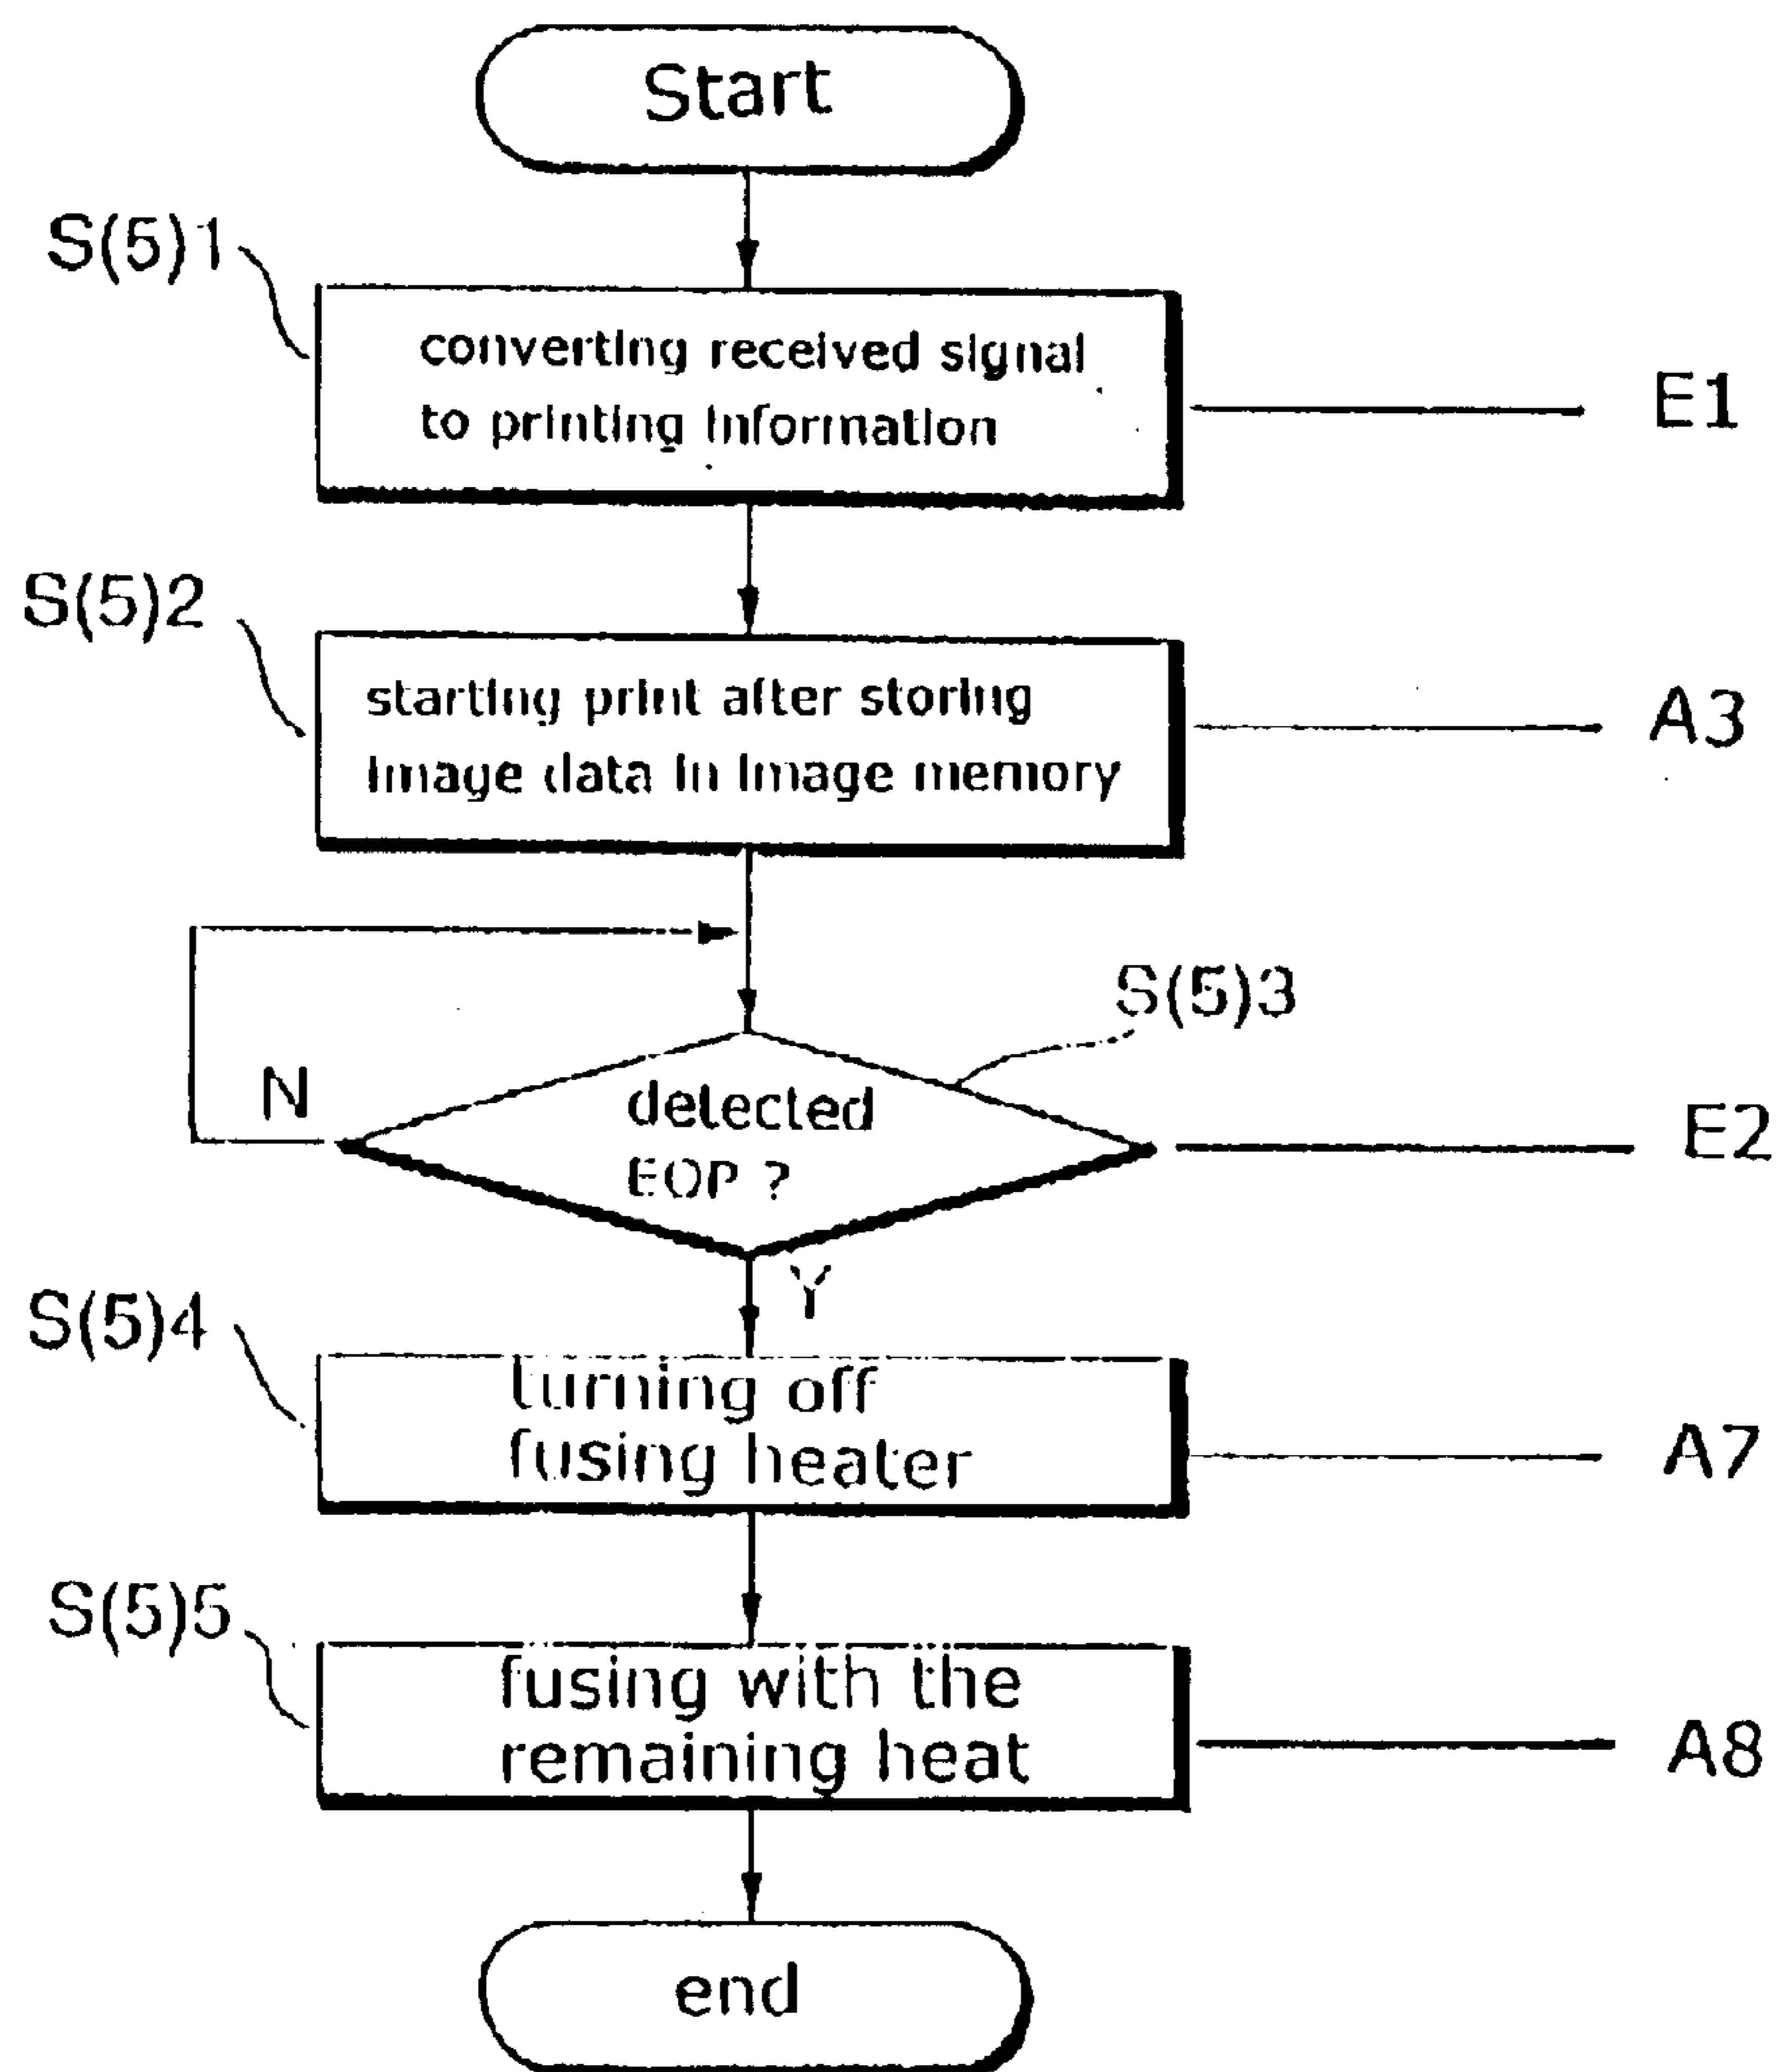 Start
S(5)1
converting received signal
to printing information
E1
S(5)2
starting print after storing
image data in image memory
A3
S(5)3
N
detected
EOP ?
E2
Y
S(5)4
turning off
fusing heater
A7
S(5)5
fusing with the
remaining heat
A8
end